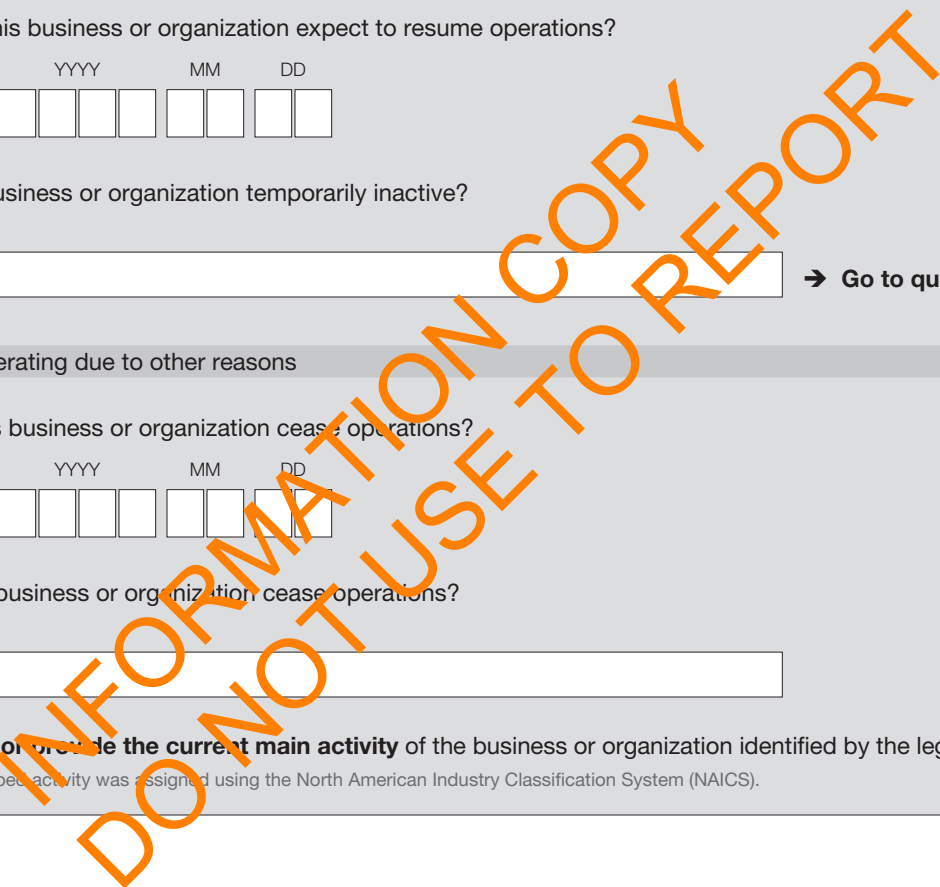 his business or organization expect to resume operations?
YYYY MM DD
usiness or organization temporarily inactive?
➔ Go to qu
erating due to other reasons
s business or organization cease operations?
YYYY MM DD
business or organization cease operations?
or provide the current main activity of the business or organization identified by the leg
bed activity was assigned using the North American Industry Classification System (NAICS).
INFORMATION COPY
DO NOT USE TO REPORT